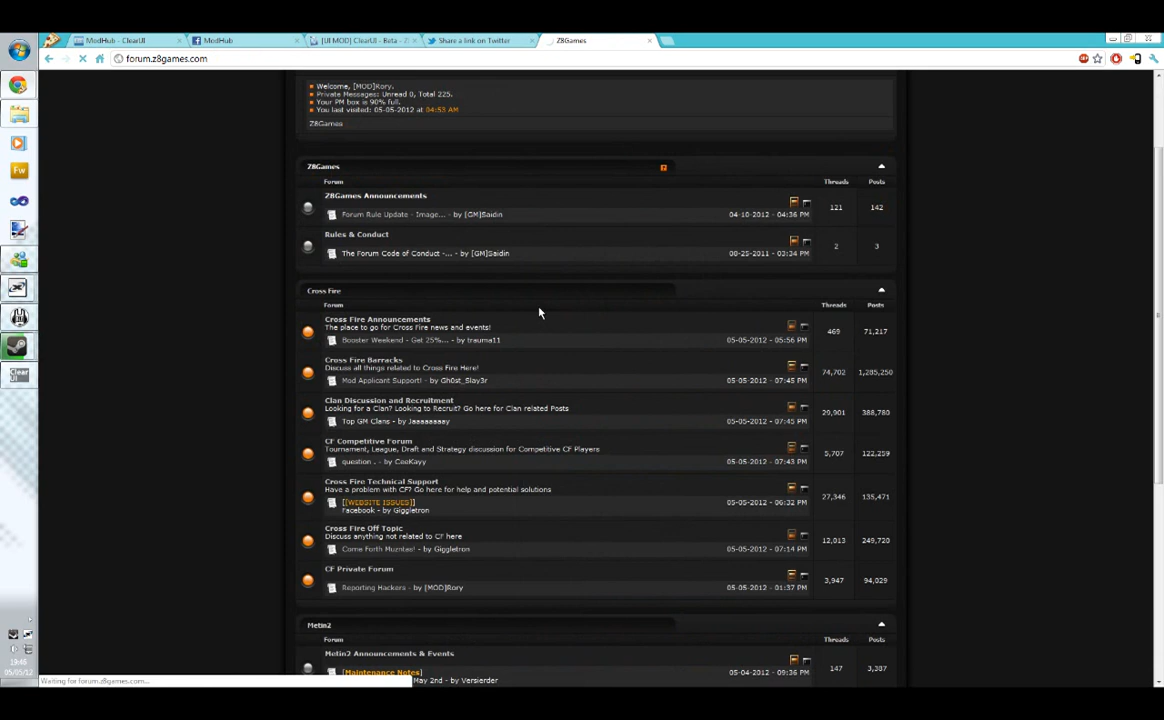 ModHub - ClearUI
ModHub
[UI MOD] ClearUI - Beta - Z
Share a link on Twitter
Z8Games
forum.z8games.com
Welcome, [MOD]Rory.
Private Messages: Unread 0, Total 225.
Your PM box is 90% full.
You last visited: 05-05-2012 at 04:53 AM
Z8Games
Z8Games
Forum Threads Posts
Z8Games Announcements
Forum Rule Update - Image... - by [GM]Saidin 04-10-2012 - 04:36 PM 121 142
Rules & Conduct
The Forum Code of Conduct -... - by [GM]Saidin 08-25-2011 - 03:34 PM 2 3
Cross Fire
Forum Threads Posts
Cross Fire Announcements
The place to go for Cross Fire news and events!
Booster Weekend - Get 25%... - by trauma11 05-05-2012 - 05:56 PM 469 71,217
Cross Fire Barracks
Discuss all things related to Cross Fire Here!
Mod Applicant Support! - by Gh0st_Slay3r 05-05-2012 - 07:45 PM 74,702 1,285,250
Clan Discussion and Recruitment
Looking for a Clan? Looking to Recruit? Go here for Clan related Posts
Top GM Clans - by Jaaaaaaaay 05-05-2012 - 07:45 PM 29,901 388,780
CF Competitive Forum
Tournament, League, Draft and Strategy discussion for Competitive CF Players
question . - by CeeKayy 05-05-2012 - 07:43 PM 5,707 122,259
Cross Fire Technical Support
Have a problem with CF? Go here for help and potential solutions
[[WEBSITE ISSUES]] 05-05-2012 - 06:32 PM 27,346 135,471
Facebook - by Giggletron
Cross Fire Off Topic
Discuss anything not related to CF here
Come Forth Muzntas! - by Giggletron 05-05-2012 - 07:14 PM 12,013 249,720
CF Private Forum
Reporting Hackers - by [MOD]Rory 05-05-2012 - 01:37 PM 3,947 94,029
Metin2
Forum Threads Posts
Metin2 Announcements & Events
[Maintenance Notes] 05-04-2012 - 09:36 PM 147 3,387
May 2nd - by Versierder
Waiting for forum.z8games.com...
Fw
Clear
UI
19:46
05/05/12